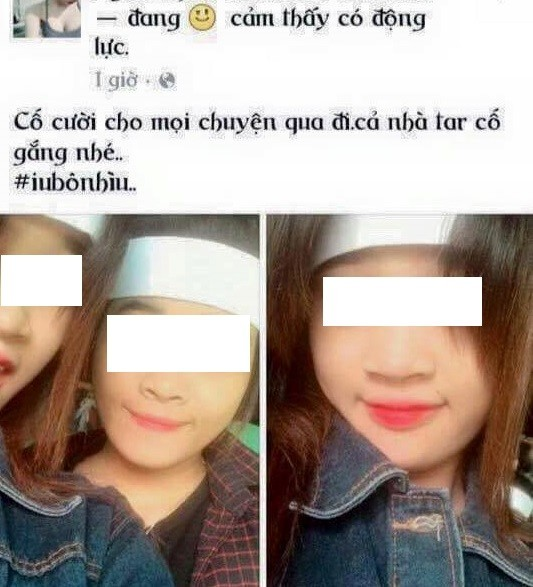 — đang 🙂 cảm thấy có động
lực.
1 giờ ·
Cố cười cho mọi chuyện qua đi.cả nhà tar cố
gắng nhé..
#iubônhìu..